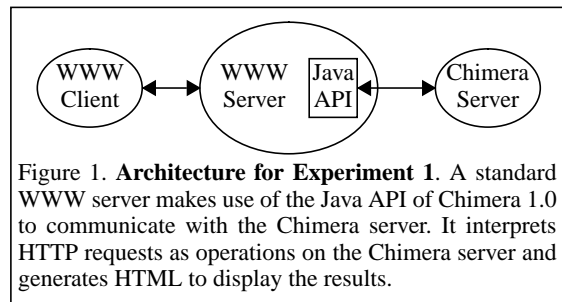 WWW Client
WWW Server
Java API
Chimera Server
Figure 1. Architecture for Experiment 1. A standard
WWW server makes use of the Java API of Chimera 1.0
to communicate with the Chimera server. It interprets
HTTP requests as operations on the Chimera server and
generates HTML to display the results.